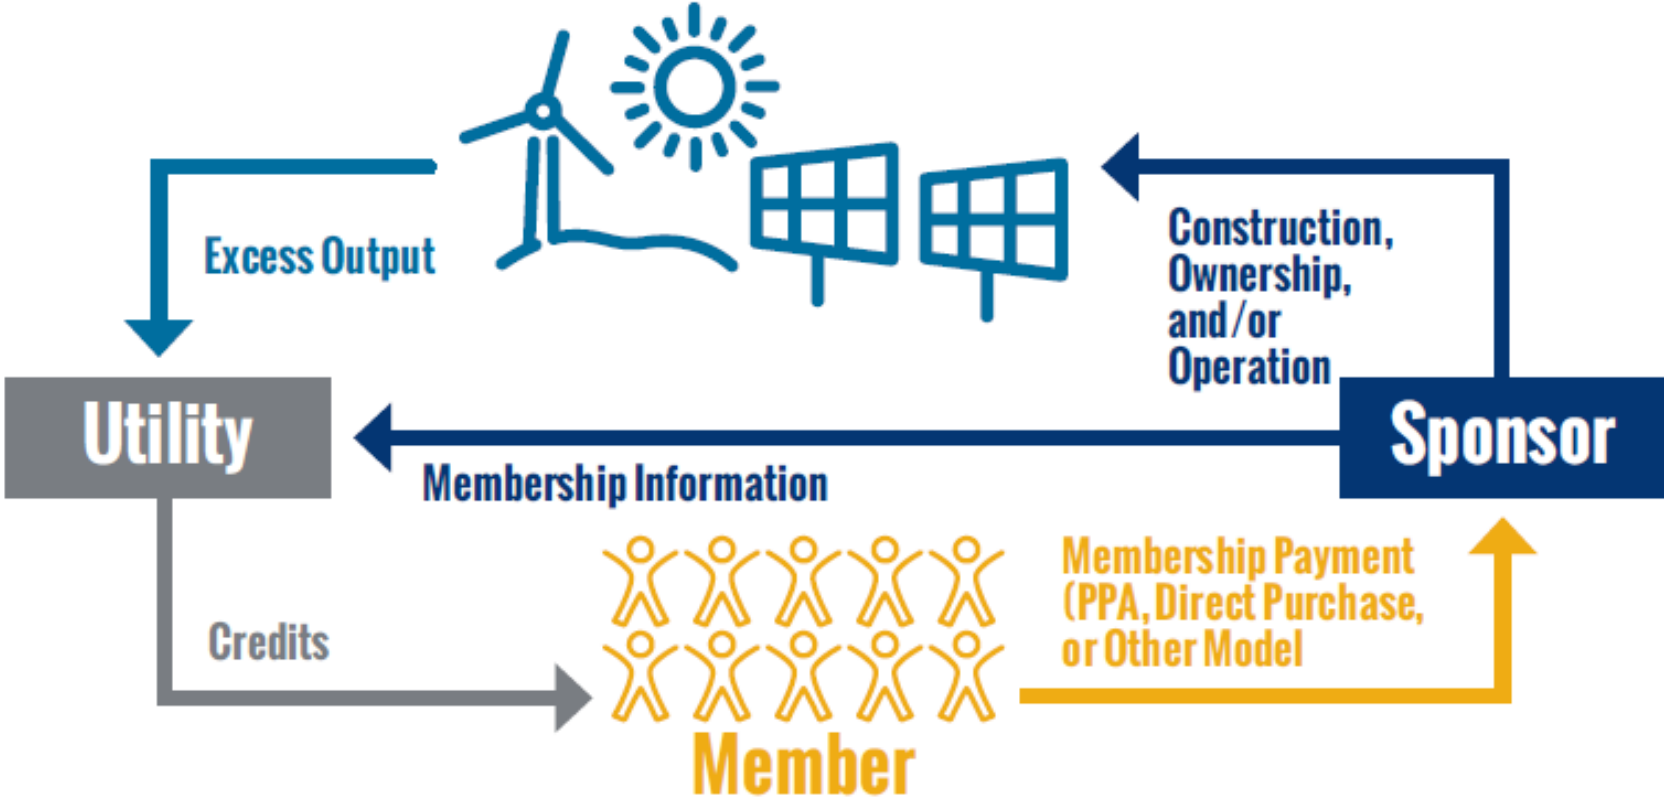 Excess Output
Construction,
Ownership,
and/or
Operation
Utility
Sponsor
Membership Information
Credits
Membership Payment
(PPA, Direct Purchase,
or Other Model
Member